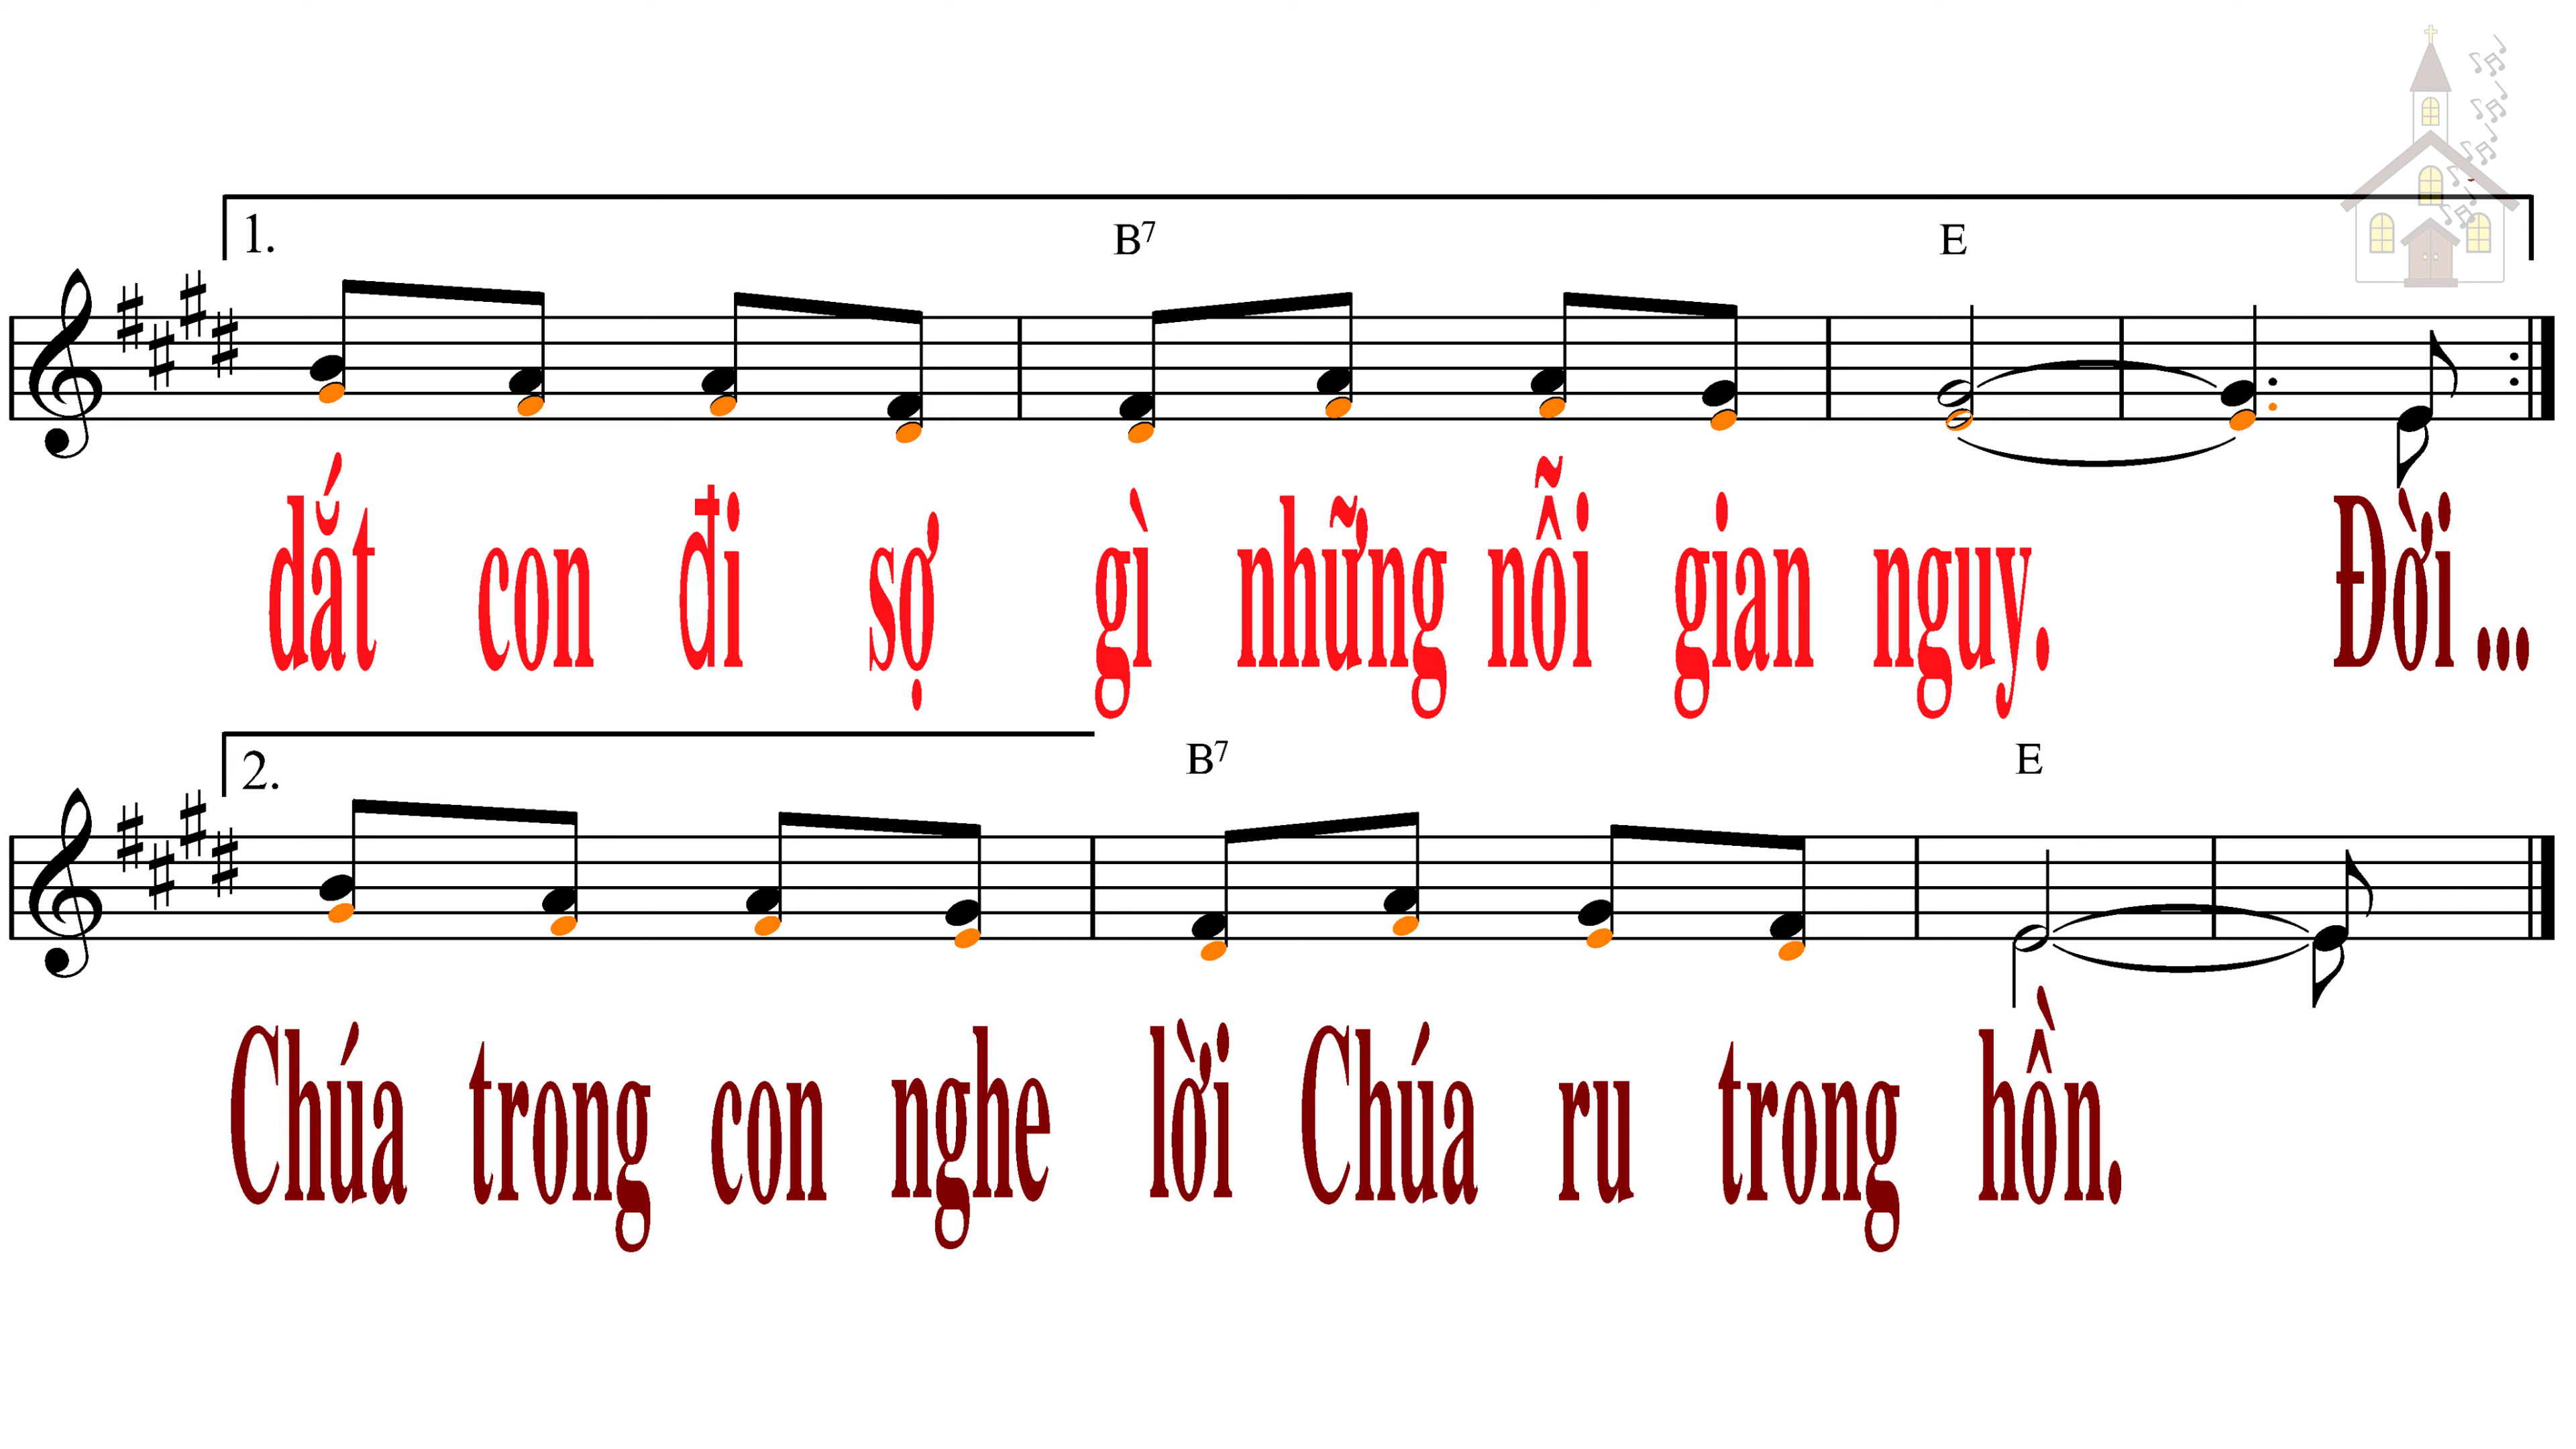 1. B7 E
dắt con đi sợ gì những nỗi gian nguy. Đời ...
2. B7 E
Chúa trong con nghe lời Chúa ru trong hồn.